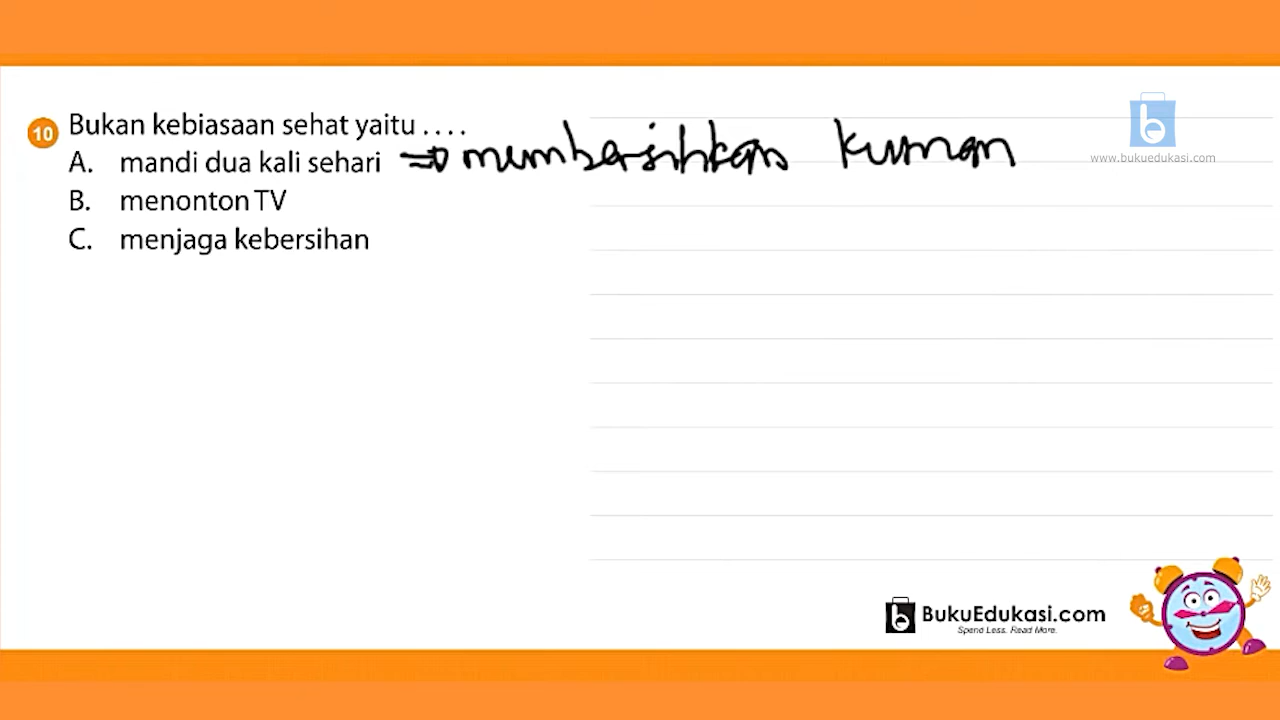 10 Bukan kebiasaan sehat yaitu . . . .
A. mandi dua kali sehari => membersihkan kuman
B. menonton TV
C. menjaga kebersihan
www.bukuedukasi.com
BukuEdukasi.com
Spend Less. Read More.